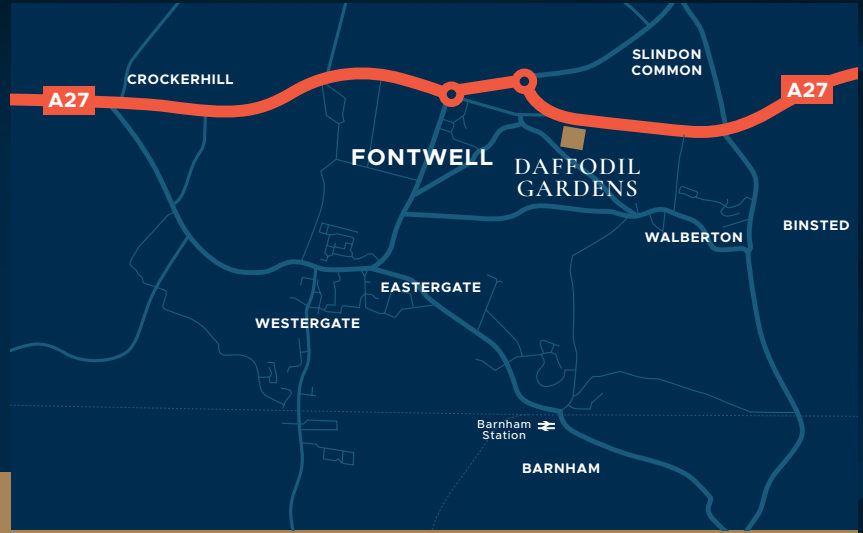 SLINDON
COMMON
CROCKERHILL
A27
A27
FONTWELL
DAFFODIL
GARDENS
BINSTED
WALBERTON
EASTERGATE
WESTERGATE
Barnham
Station
BARNHAM